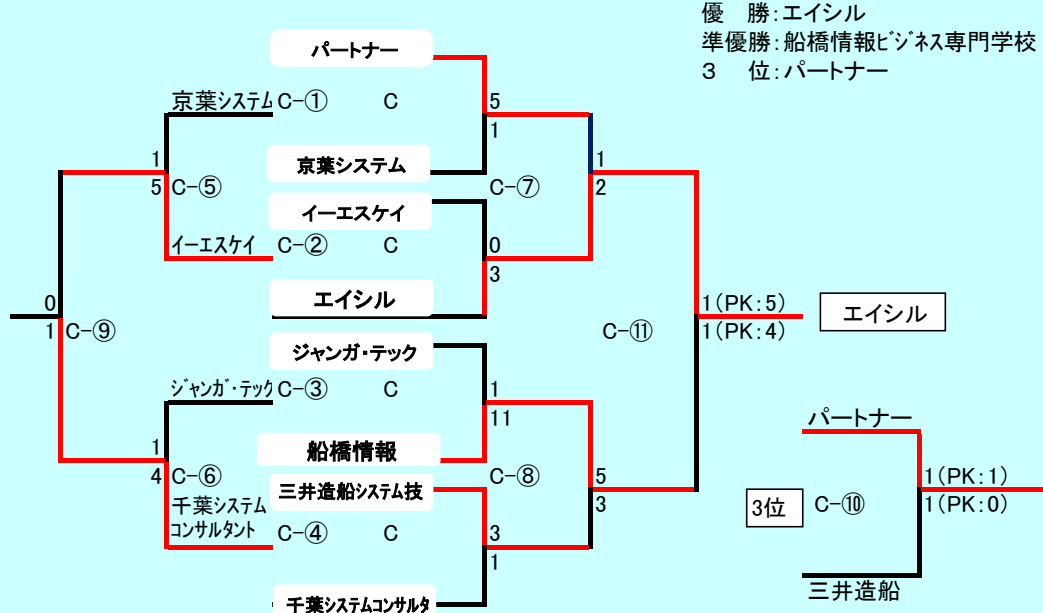 優　勝：エイシル
準優勝：船橋情報ビジネス専門学校
３　位：パートナー
パートナー
京葉システム C-① C 5
1
京葉システム
1 1
5 C-⑤ C-⑦ 2
イーエスケイ
イーエスケイ C-② C 0
3
エイシル
0 1(PK:5) エイシル
1 C-⑨ C-⑪ 1(PK:4)
ジャンガ・テック
ジャンガ・テック C-③ C 1
11
パートナー
船橋情報
1
4 C-⑥ C-⑧ 5 1(PK:1)
三井造船システム技 3 3位 C-⑩ 1(PK:0)
千葉システム
コンサルタント C-④ C 3
1
三井造船
千葉システムコンサルタ